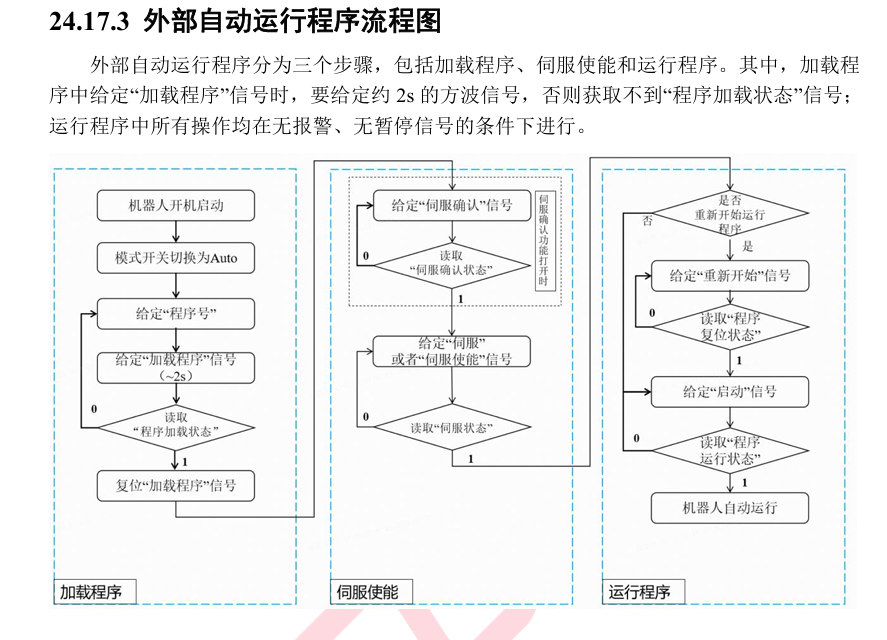 24.17.3 外部自动运行程序流程图
外部自动运行程序分为三个步骤，包括加载程序、伺服使能和运行程序。其中，加载程
序中给定“加载程序”信号时，要给定约 2s 的方波信号，否则获取不到“程序加载状态”信号；
运行程序中所有操作均在无报警、无暂停信号的条件下进行。
机器人开机启动
模式开关切换为Auto
给定“程序号”
给定“加载程序”信号
（~2s）
0
读取
“程序加载状态”
1
复位“加载程序”信号
加载程序
给定“伺服确认”信号
伺服确认功能打开时
0
读取
“伺服确认状态”
1
给定“伺服”
或者“伺服使能”信号
0
读取“伺服状态”
1
伺服使能
是否
重新开始运行
程序
否
是
给定“重新开始”信号
0
读取“程序
复位状态”
1
给定“启动”信号
0
读取“程序
运行状态”
1
机器人自动运行
运行程序